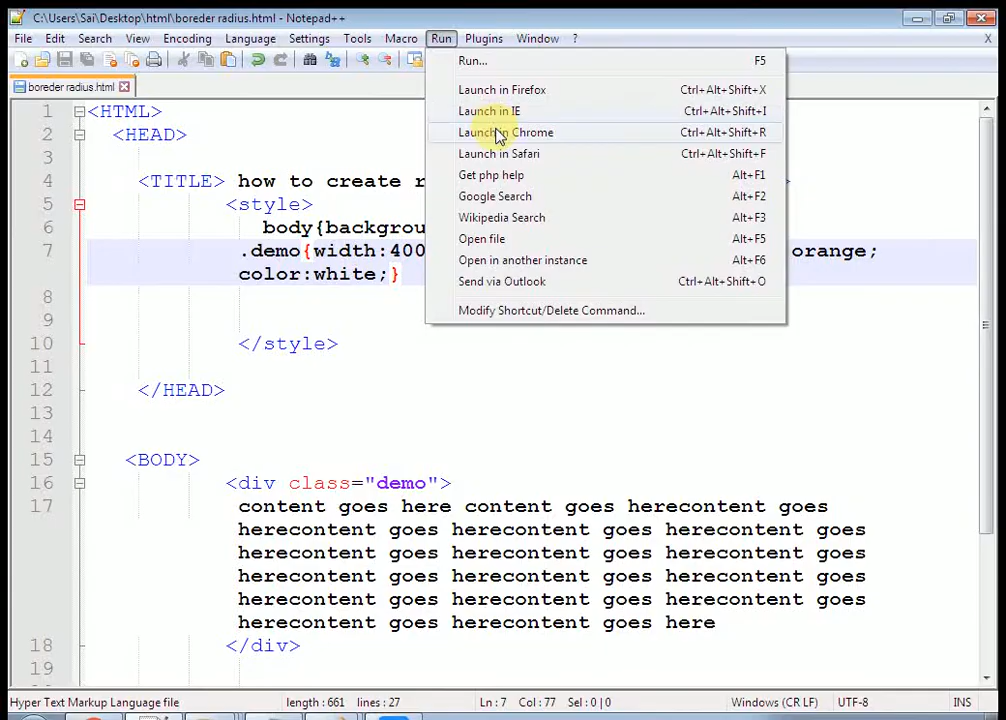 C:\Users\Sai\Desktop\html\boreder radius.html - Notepad++
File Edit Search View Encoding Language Settings Tools Macro Run Plugins Window ? X
boreder radius.html
Run... F5
Launch in Firefox Ctrl+Alt+Shift+X
Launch in IE Ctrl+Alt+Shift+I
Launch in Chrome Ctrl+Alt+Shift+R
Launch in Safari Ctrl+Alt+Shift+F
Get php help Alt+F1
Google Search Alt+F2
Wikipedia Search Alt+F3
Open file Alt+F5
Open in another instance Alt+F6
Send via Outlook Ctrl+Alt+Shift+O
Modify Shortcut/Delete Command...
1 <HTML>
2 <HEAD>
3
4 <TITLE> how to create r
5 <style>
6 body{backgrou
7 .demo{width:400 orange;
color:white;}
8
9
10 </style>
11
12 </HEAD>
13
14
15 <BODY>
16 <div class="demo">
17 content goes here content goes herecontent goes
herecontent goes herecontent goes herecontent goes
herecontent goes herecontent goes herecontent goes
herecontent goes herecontent goes herecontent goes
herecontent goes herecontent goes herecontent goes
herecontent goes herecontent goes here
18 </div>
19
Hyper Text Markup Language file length : 661 lines : 27 Ln : 7 Col : 77 Sel : 0 | 0 Windows (CR LF) UTF-8 INS